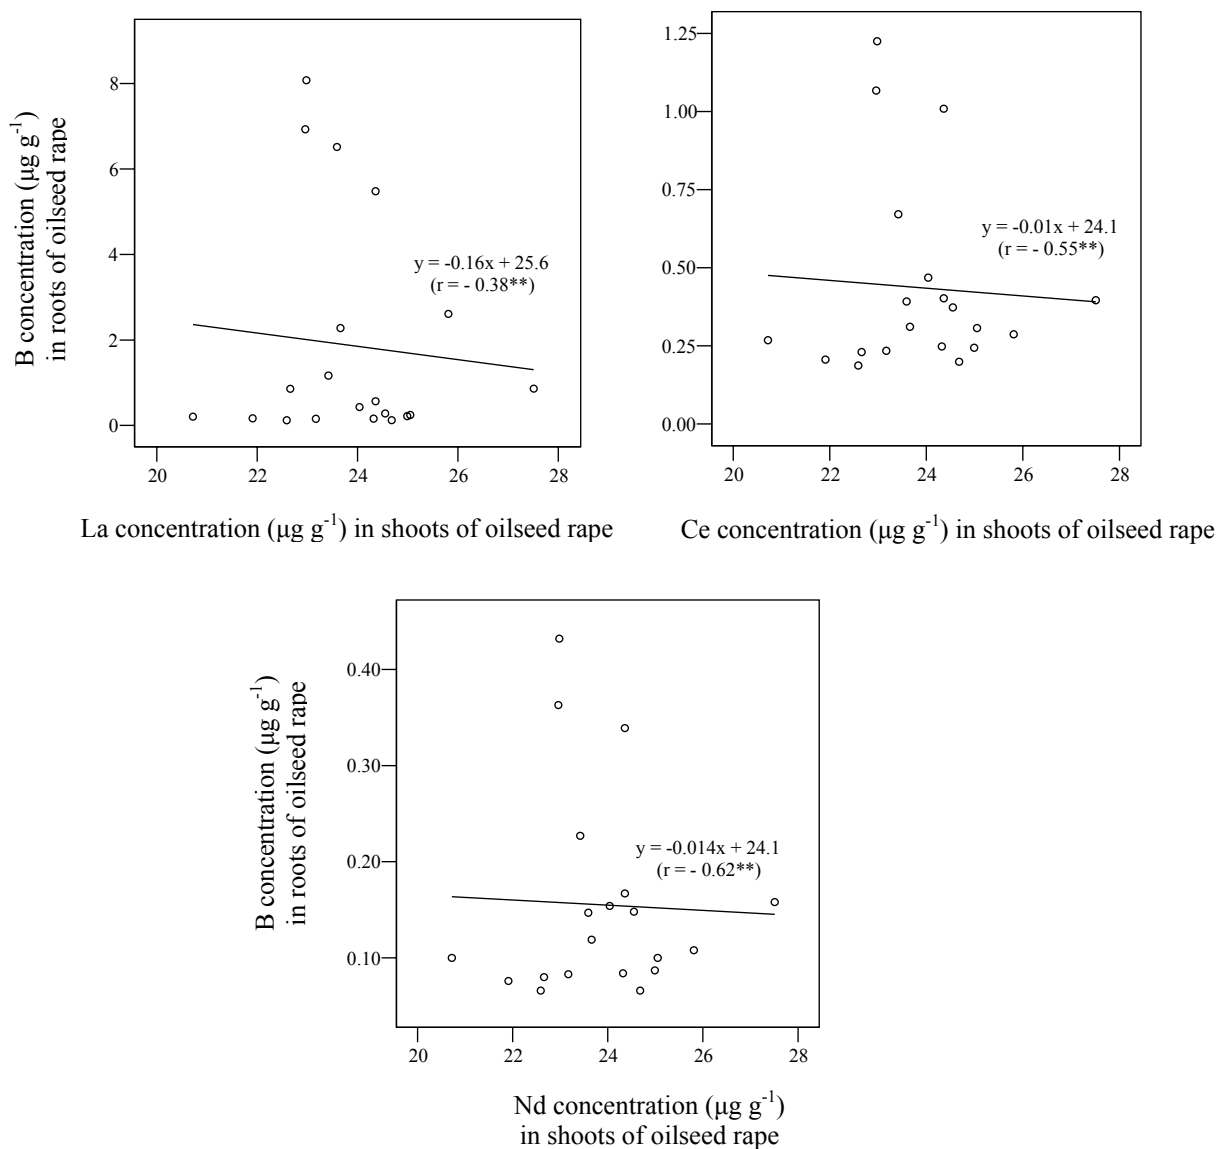 8
6
4
2
0
B concentration (µg g-1)
in roots of oilseed rape
y = -0.16x + 25.6
(r = - 0.38**)
20 22 24 26 28
La concentration (µg g-1) in shoots of oilseed rape
1.25
1.00
0.75
0.50
0.25
0.00
y = -0.01x + 24.1
(r = - 0.55**)
20 22 24 26 28
Ce concentration (µg g-1) in shoots of oilseed rape
0.40
0.30
0.20
0.10
B concentration (µg g-1)
in roots of oilseed rape
y = -0.014x + 24.1
(r = - 0.62**)
20 22 24 26 28
Nd concentration (µg g-1)
in shoots of oilseed rape